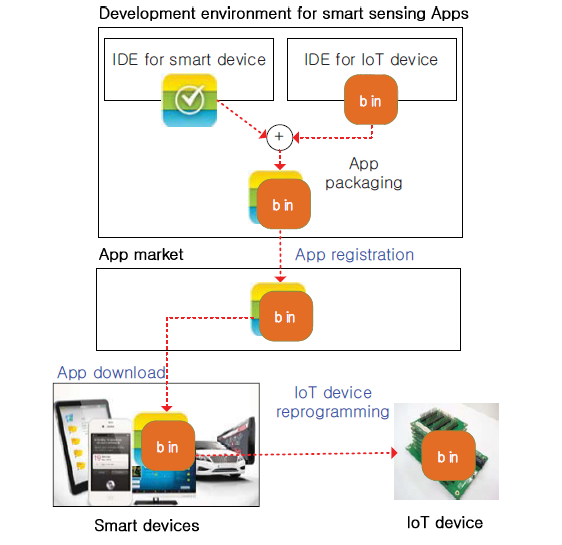 Development environment for smart sensing Apps
IDE for smart device
IDE for IoT device
bin
+
App
packaging
bin
App market
App registration
bin
App download
IoT device
reprogramming
bin
bin
Smart devices
IoT device